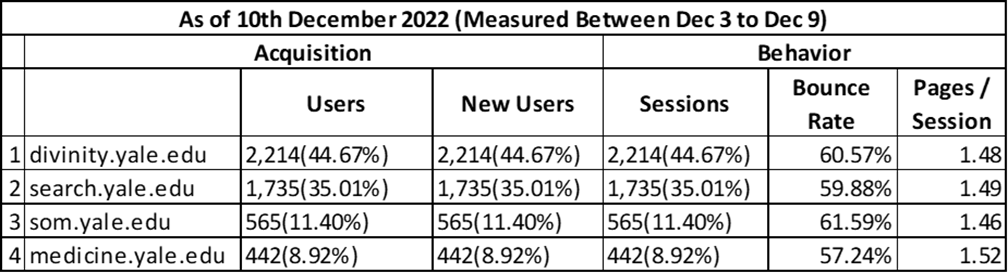 As of 10th December 2022 (Measured Between Dec 3 to Dec 9)
Acquisition Behavior
Users New Users Sessions Bounce Rate Pages / Session
1 divinity.yale.edu 2,214(44.67%) 2,214(44.67%) 2,214(44.67%) 60.57% 1.48
2 search.yale.edu 1,735(35.01%) 1,735(35.01%) 1,735(35.01%) 59.88% 1.49
3 som.yale.edu 565(11.40%) 565(11.40%) 565(11.40%) 61.59% 1.46
4 medicine.yale.edu 442(8.92%) 442(8.92%) 442(8.92%) 57.24% 1.52